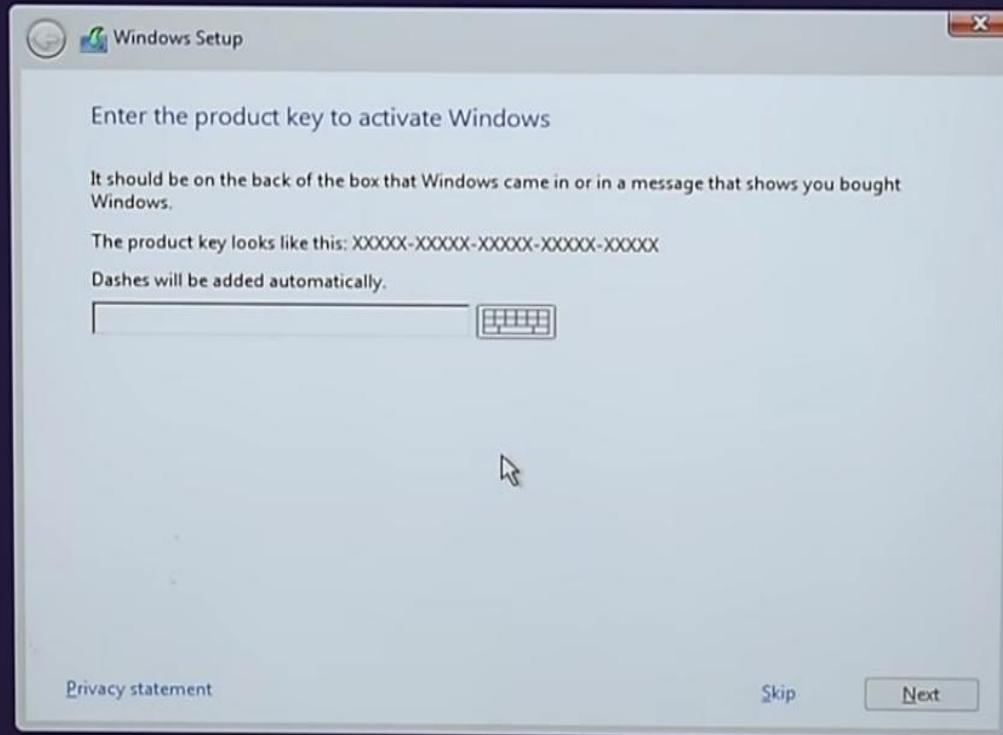 Windows Setup
Enter the product key to activate Windows
It should be on the back of the box that Windows came in or in a message that shows you bought
Windows.
The product key looks like this: XXXXX-XXXXX-XXXXX-XXXXX-XXXXX
Dashes will be added automatically.
Privacy statement
Skip
Next